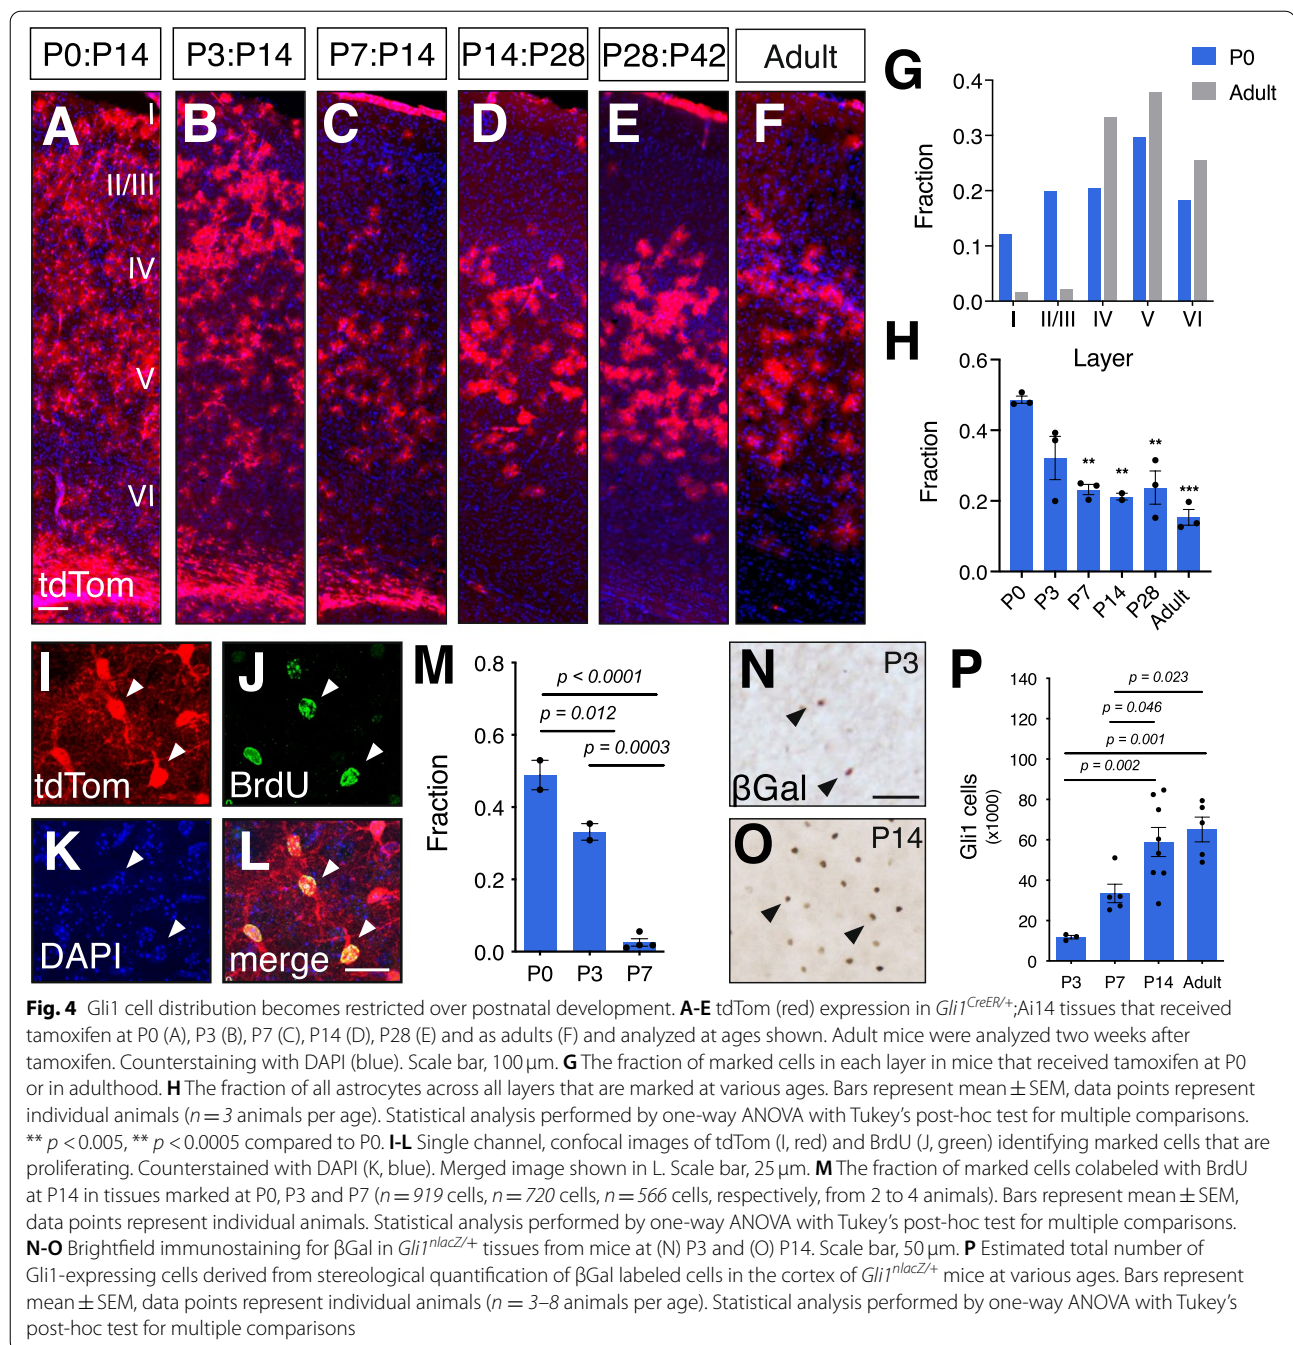 P0:P14 P3:P14 P7:P14 P14:P28 P28:P42 Adult
A B C D E F
I
II/III
IV
V
VI
tdTom
G
P0
Adult
Fraction
0.4
0.3
0.2
0.1
0.0
I II/III IV V VI
Layer
H
Fraction
0.6
0.4
0.2
0.0
** ** ** ***
P0 P3 P7 P14 P28 Adult
I
tdTom
J
BrdU
K
DAPI
L
merge
M
Fraction
0.8
0.6
0.4
0.2
0.0
p < 0.0001
p = 0.012
p = 0.0003
P0 P3 P7
N
P3
βGal
O
P14
P
Gli1 cells
(x1000)
140
120
100
80
60
40
20
0
p = 0.023
p = 0.046
p = 0.001
p = 0.002
P3 P7 P14 Adult
Fig. 4 Gli1 cell distribution becomes restricted over postnatal development. A-E tdTom (red) expression in Gli1CreER/+;Ai14 tissues that received
tamoxifen at P0 (A), P3 (B), P7 (C), P14 (D), P28 (E) and as adults (F) and analyzed at ages shown. Adult mice were analyzed two weeks after
tamoxifen. Counterstaining with DAPI (blue). Scale bar, 100 μm. G The fraction of marked cells in each layer in mice that received tamoxifen at P0
or in adulthood. H The fraction of all astrocytes across all layers that are marked at various ages. Bars represent mean ± SEM, data points represent
individual animals (n = 3 animals per age). Statistical analysis performed by one-way ANOVA with Tukey's post-hoc test for multiple comparisons.
** p < 0.005, ** p < 0.0005 compared to P0. I-L Single channel, confocal images of tdTom (I, red) and BrdU (J, green) identifying marked cells that are
proliferating. Counterstained with DAPI (K, blue). Merged image shown in L. Scale bar, 25 μm. M The fraction of marked cells colabeled with BrdU
at P14 in tissues marked at P0, P3 and P7 (n = 919 cells, n = 720 cells, n = 566 cells, respectively, from 2 to 4 animals). Bars represent mean ± SEM,
data points represent individual animals. Statistical analysis performed by one-way ANOVA with Tukey's post-hoc test for multiple comparisons.
N-O Brightfield immunostaining for βGal in Gli1nlacZ/+ tissues from mice at (N) P3 and (O) P14. Scale bar, 50 μm. P Estimated total number of
Gli1-expressing cells derived from stereological quantification of βGal labeled cells in the cortex of Gli1nlacZ/+ mice at various ages. Bars represent
mean ± SEM, data points represent individual animals (n = 3–8 animals per age). Statistical analysis performed by one-way ANOVA with Tukey's
post-hoc test for multiple comparisons